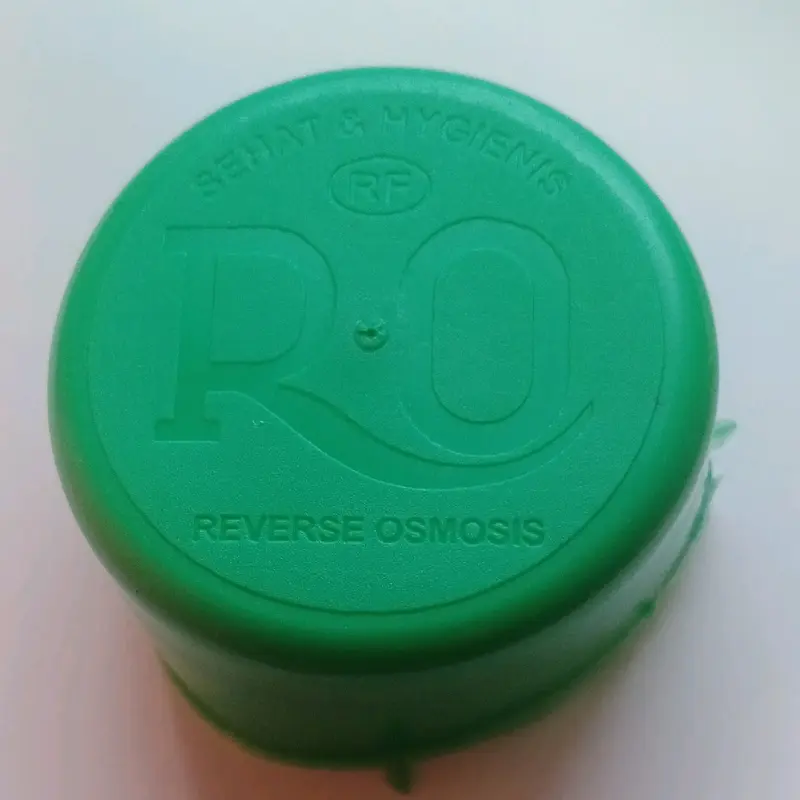 SEHAT & HYGIENIS
RF
RO
REVERSE OSMOSIS